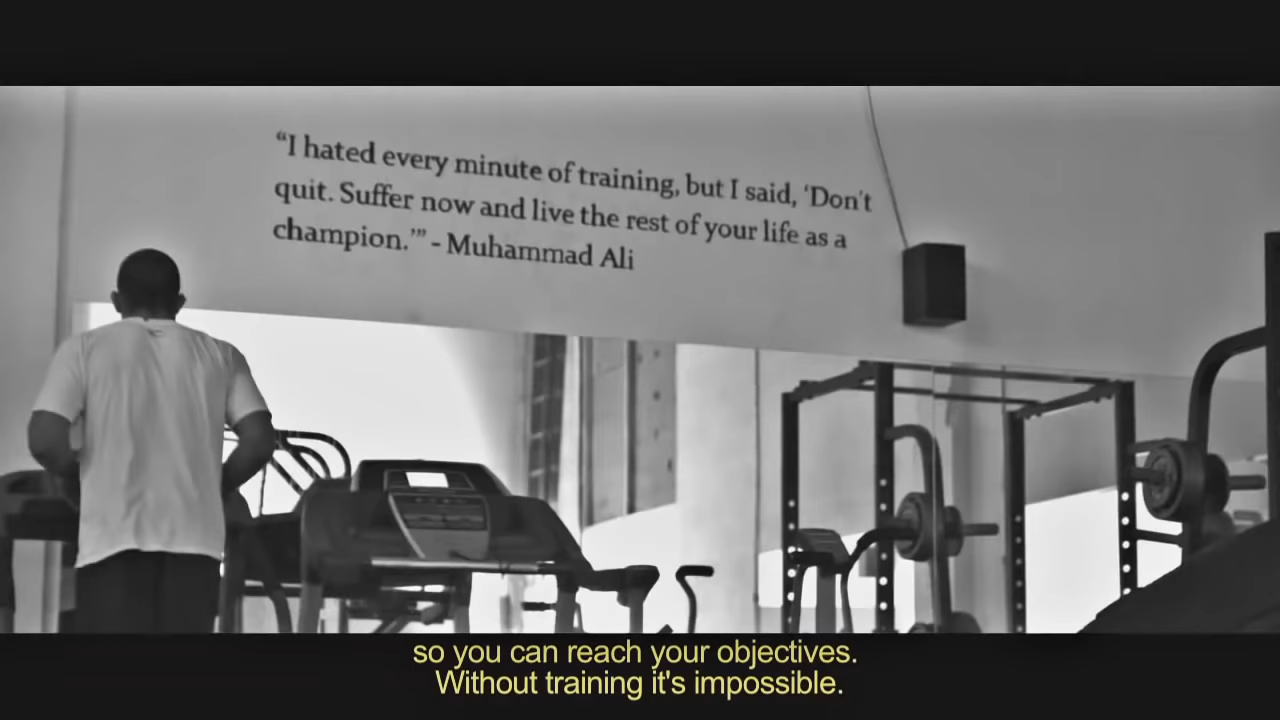 “I hated every minute of training, but I said, ‘Don't
quit. Suffer now and live the rest of your life as a
champion.’” - Muhammad Ali
so you can reach your objectives.
Without training it's impossible.